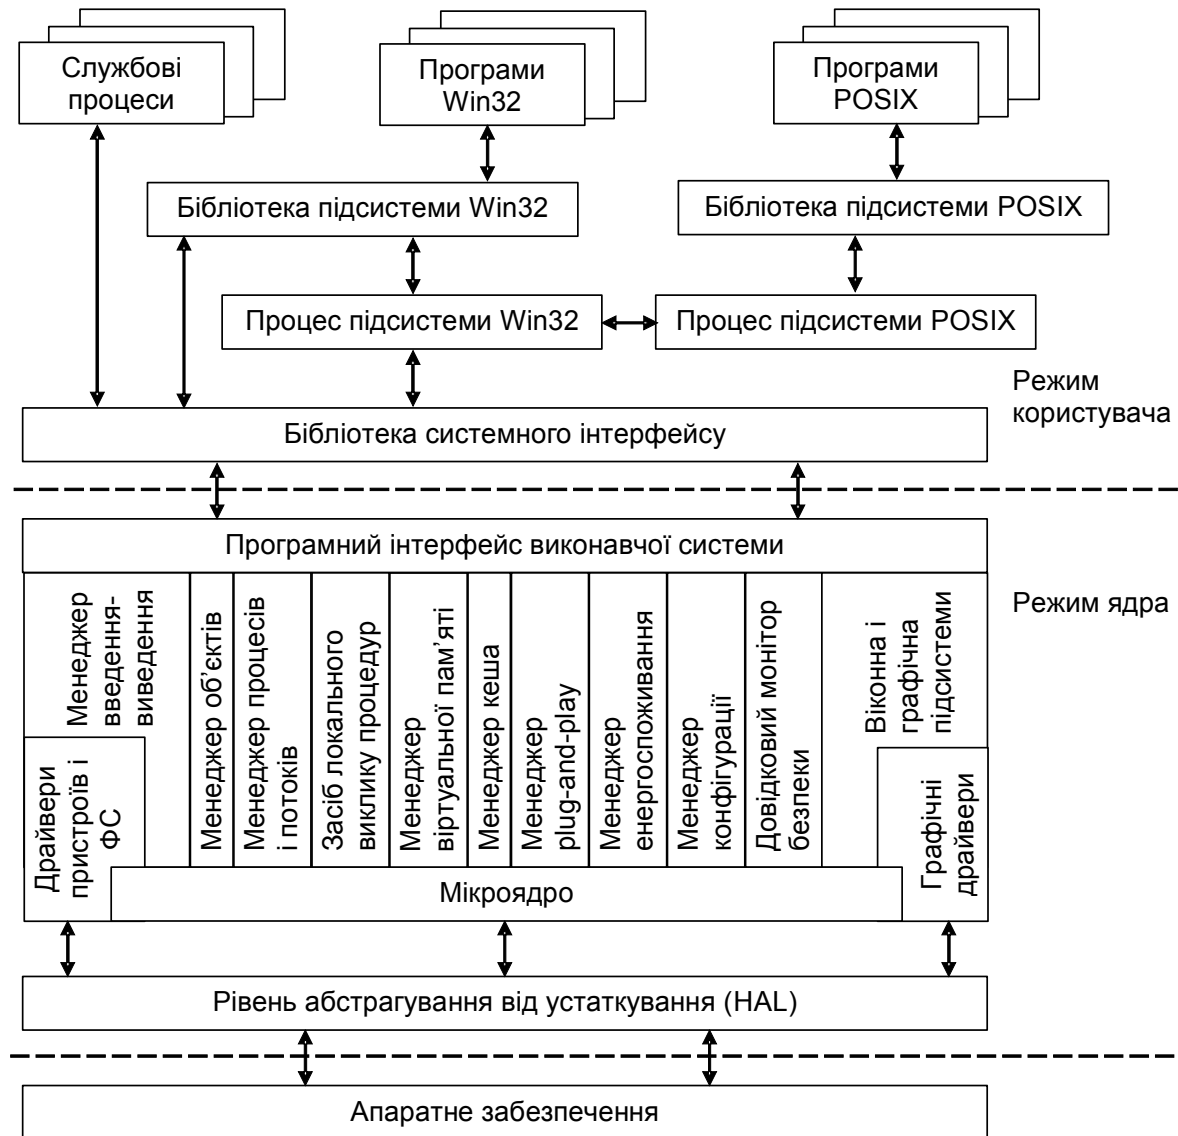 Службові
процеси
Програми
Win32
Програми
POSIX
Бібліотека підсистеми Win32
Бібліотека підсистеми POSIX
Процес підсистеми Win32
Процес підсистеми POSIX
Режим
користувача
Бібліотека системного інтерфейсу
Програмний інтерфейс виконавчої системи
Режим ядра
Менеджер
введення-
виведення
Драйвери
пристроїв і
ФС
Менеджер об’єктів
Менеджер процесів
і потоків
Засіб локального
виклику процедур
Менеджер
віртуальної пам’яті
Менеджер кеша
Менеджер
plug-and-play
Менеджер
енергоспоживання
Менеджер
конфігурації
Довідковий монітор
безпеки
Віконна і
графічна
підсистеми
Графічні
драйвери
Мікроядро
Рівень абстрагування від устаткування (HAL)
Апаратне забезпечення